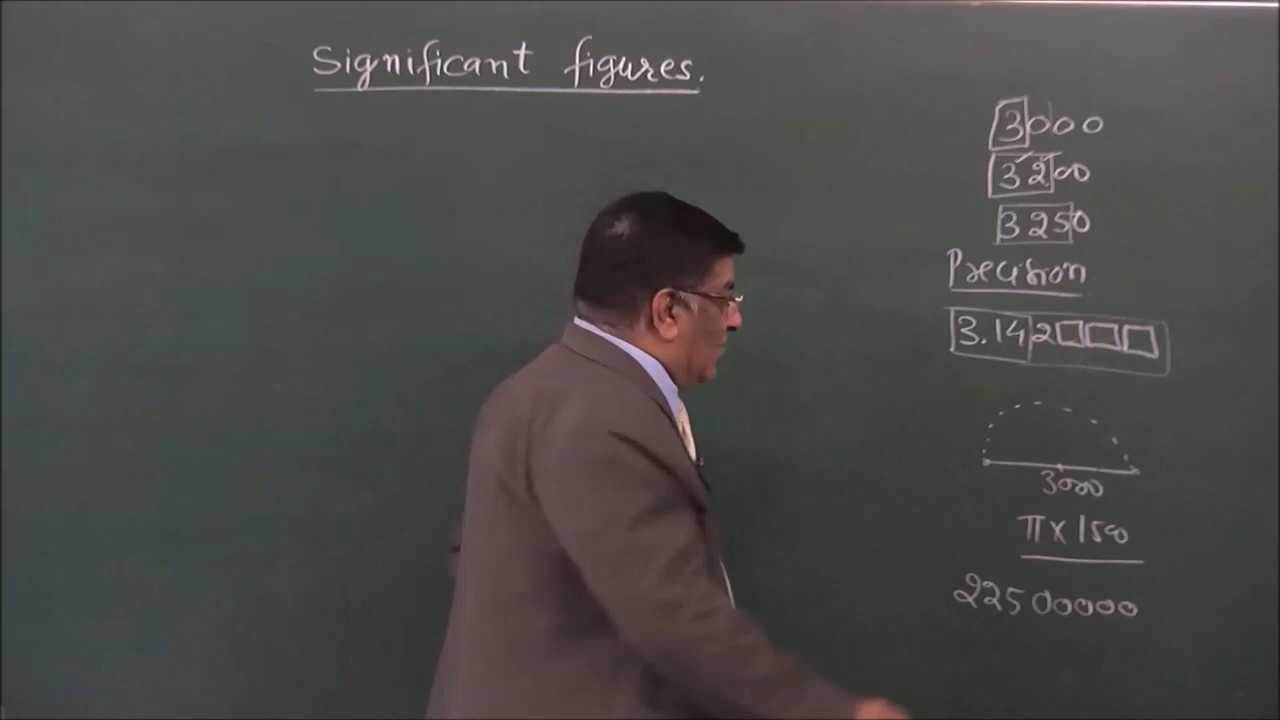 Significant figures.
3000
3200
3250
Precision
3.142
3000
π × 1500
22500000